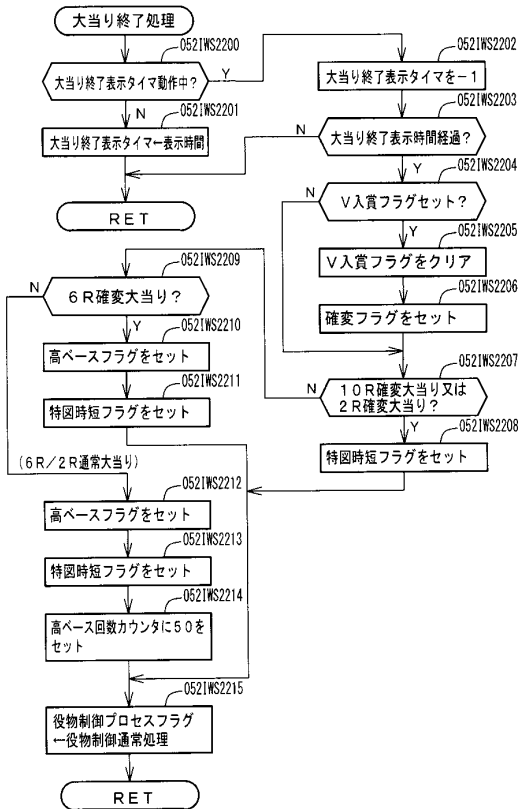 大当り終了処理
052IWS2200
大当り終了表示タイマ動作中?
Y
N
052IWS2201
大当り終了表示タイマ←表示時間
RET
052IWS2202
大当り終了表示タイマを-1
052IWS2203
大当り終了表示時間経過?
N
Y
052IWS2204
V入賞フラグセット?
N
Y
052IWS2205
V入賞フラグをクリア
052IWS2206
確変フラグをセット
052IWS2207
10R確変大当り又は
2R確変大当り?
N
Y
052IWS2208
特図時短フラグをセット
052IWS2209
6R確変大当り?
N
Y
052IWS2210
高ベースフラグをセット
052IWS2211
特図時短フラグをセット
(6R/2R通常大当り)
052IWS2212
高ベースフラグをセット
052IWS2213
特図時短フラグをセット
052IWS2214
高ベース回数カウンタに50を
セット
052IWS2215
役物制御プロセスフラグ
←役物制御通常処理
RET